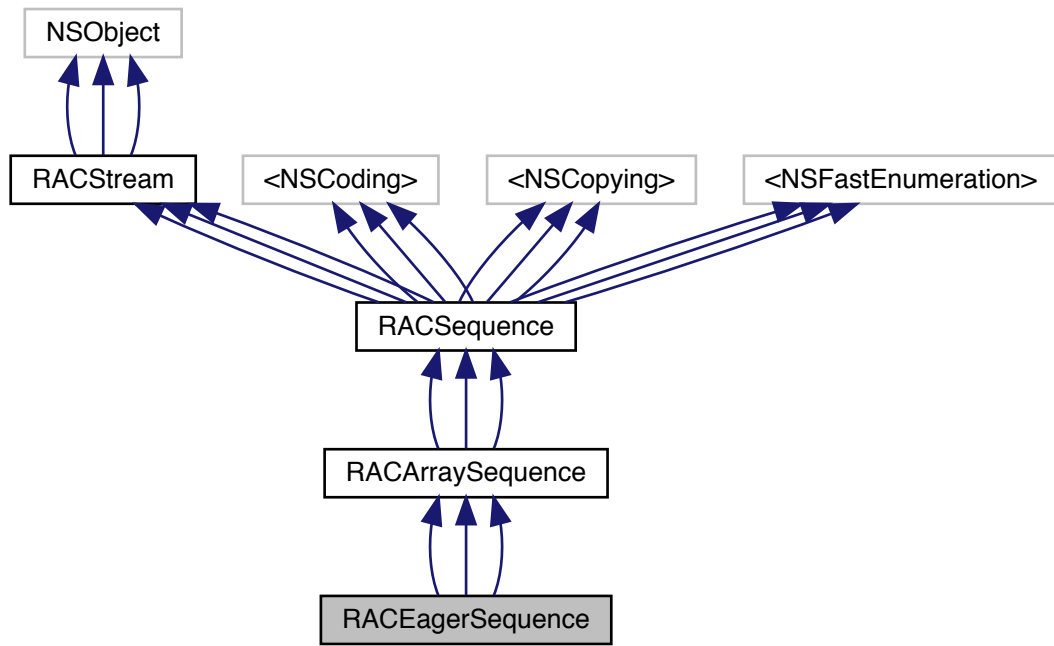 NSObject
RACStream
<NSCoding>
<NSCopying>
<NSFastEnumeration>
RACSequence
RACArraySequence
RACEagerSequence